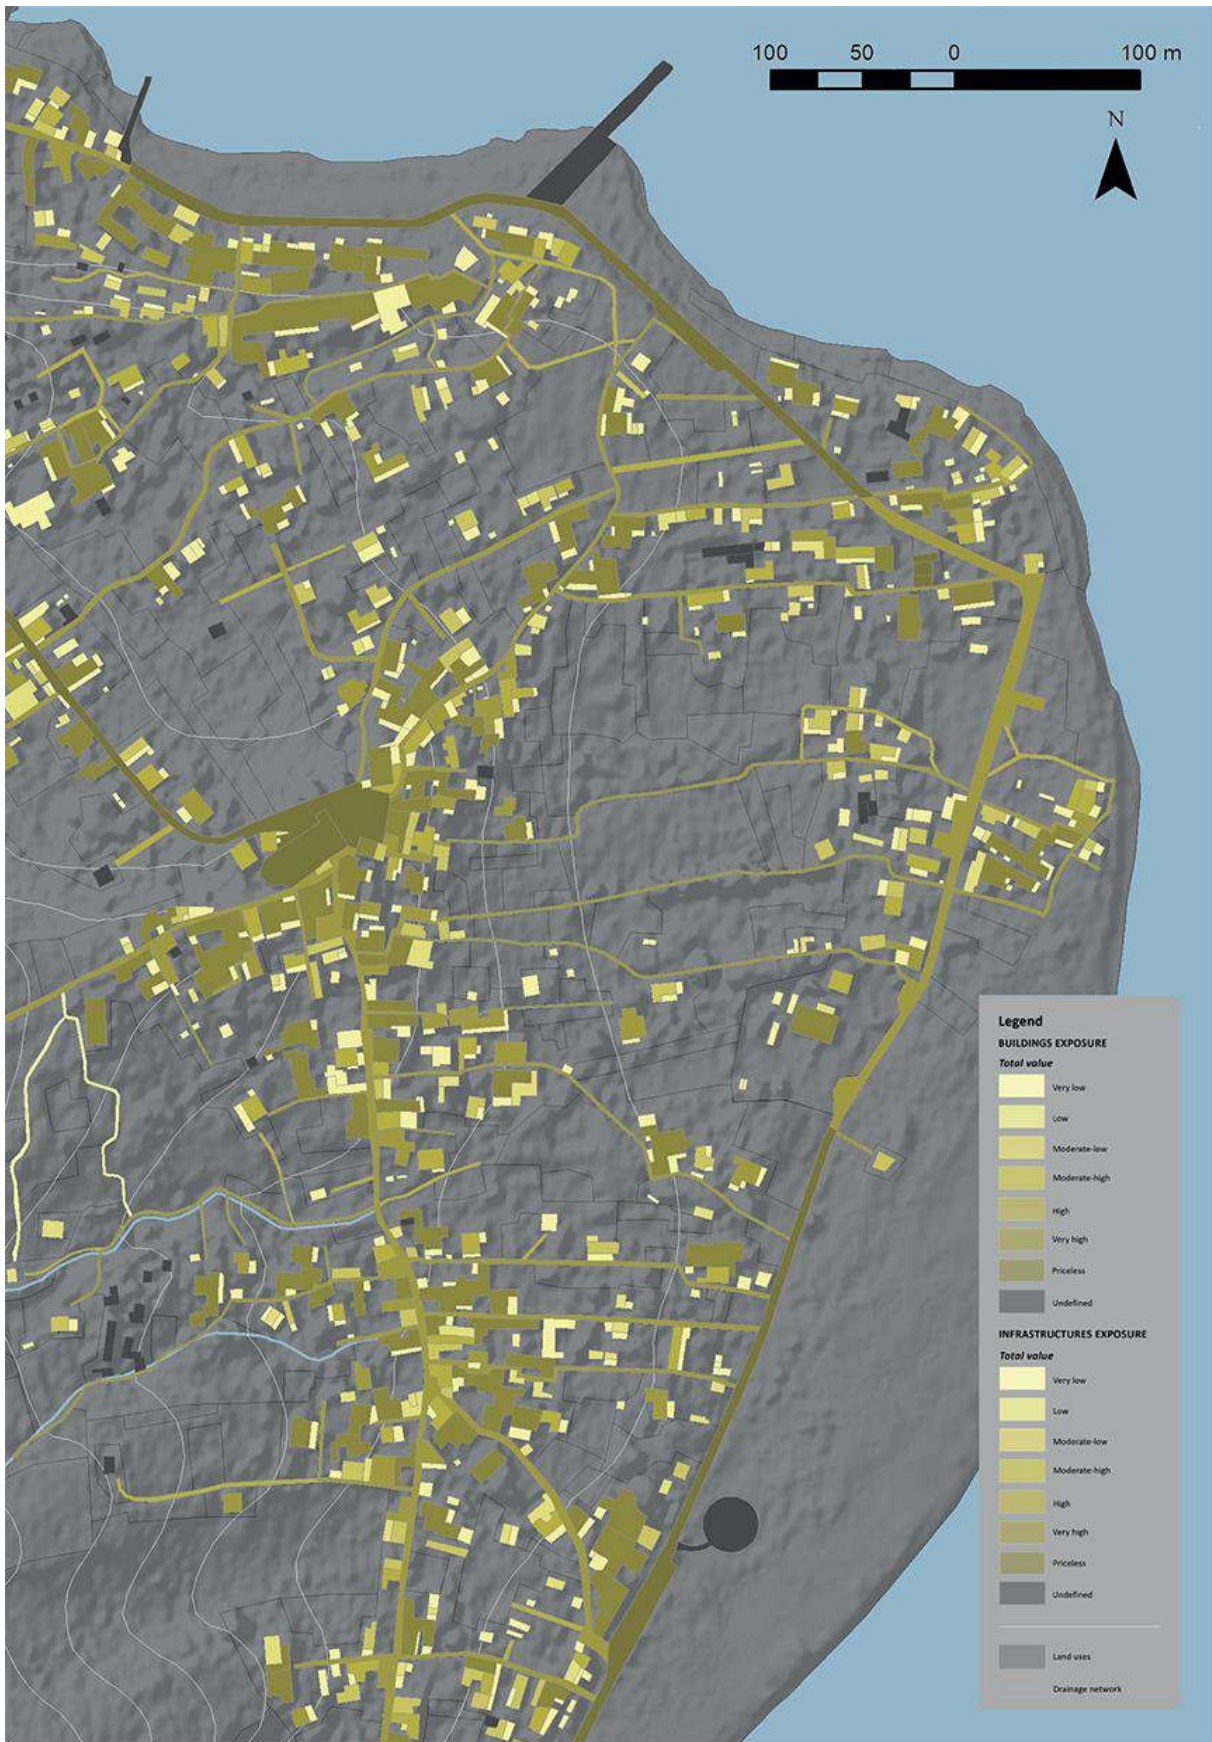 100 50 0 100 m
N
Legend
BUILDINGS EXPOSURE
Total value
Very low
Low
Moderate-low
Moderate-high
High
Very high
Priceless
Undefined
INFRASTRUCTURES EXPOSURE
Total value
Very low
Low
Moderate-low
Moderate-high
High
Very high
Priceless
Undefined
Land uses
Drainage network